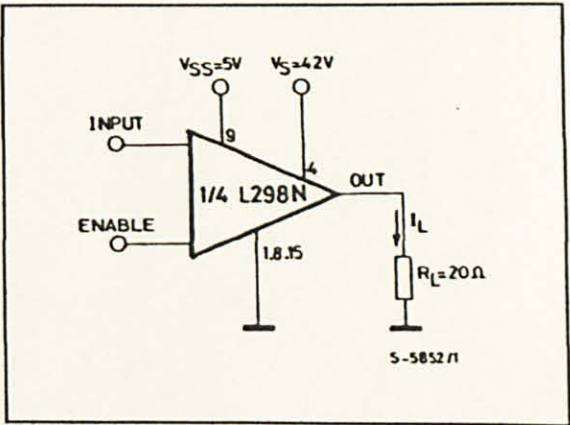 VSS=5V VS=42V
INPUT
9
4
OUT
1/4 L298N
ENABLE
IL
1.8.15
RL=20Ω
S-5852/1